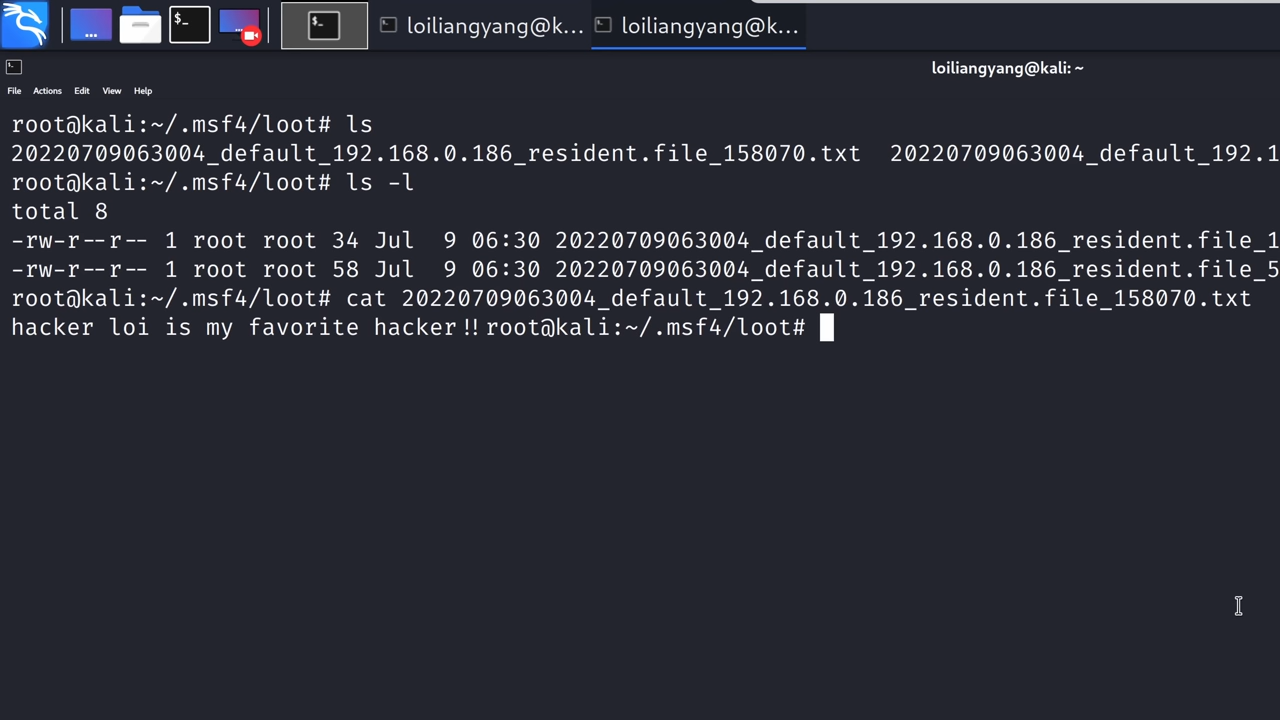 $_
loiliangyang@k...
loiliangyang@k...
loiliangyang@kali: ~
File Actions Edit View Help
root@kali:~/.msf4/loot# ls
20220709063004_default_192.168.0.186_resident.file_158070.txt 20220709063004_default_192.1
root@kali:~/.msf4/loot# ls -l
total 8
-rw-r--r-- 1 root root 34 Jul 9 06:30 20220709063004_default_192.168.0.186_resident.file_1
-rw-r--r-- 1 root root 58 Jul 9 06:30 20220709063004_default_192.168.0.186_resident.file_5
root@kali:~/.msf4/loot# cat 20220709063004_default_192.168.0.186_resident.file_158070.txt
hacker loi is my favorite hacker!!root@kali:~/.msf4/loot#